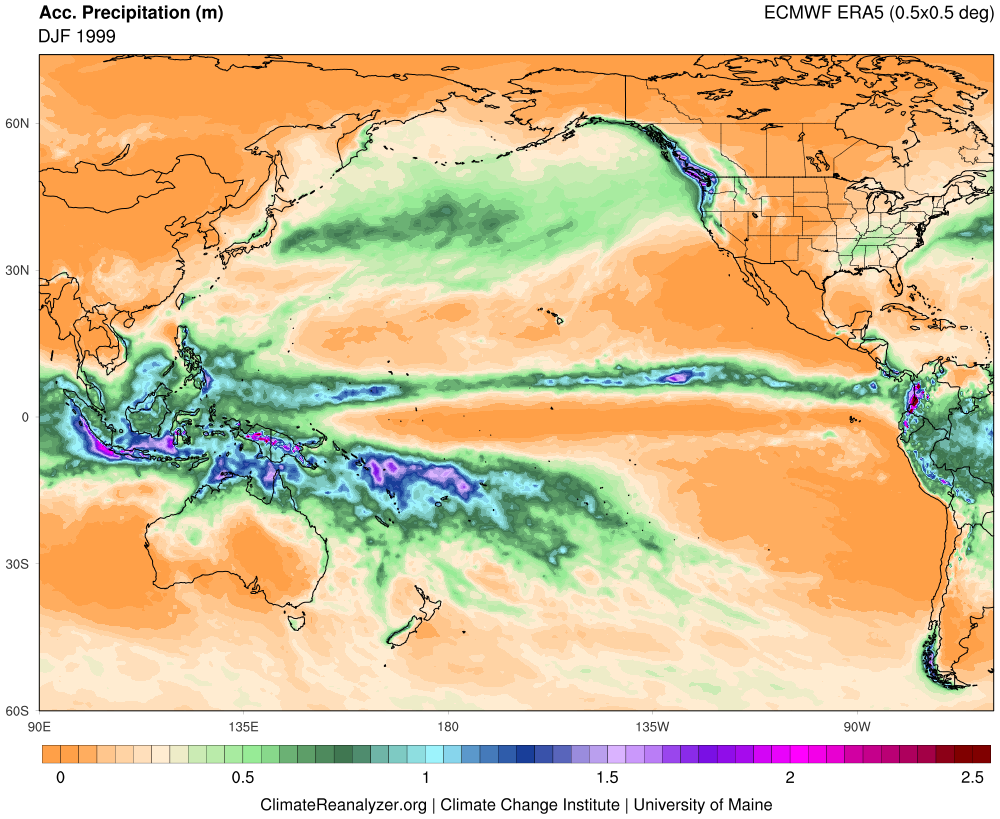 Acc. Precipitation (m)
ECMWF ERA5 (0.5x0.5 deg)
DJF 1999
60N
30N
0
30S
60S
90E
135E
180
135W
90W
0
0.5
1
1.5
2
2.5
ClimateReanalyzer.org | Climate Change Institute | University of Maine